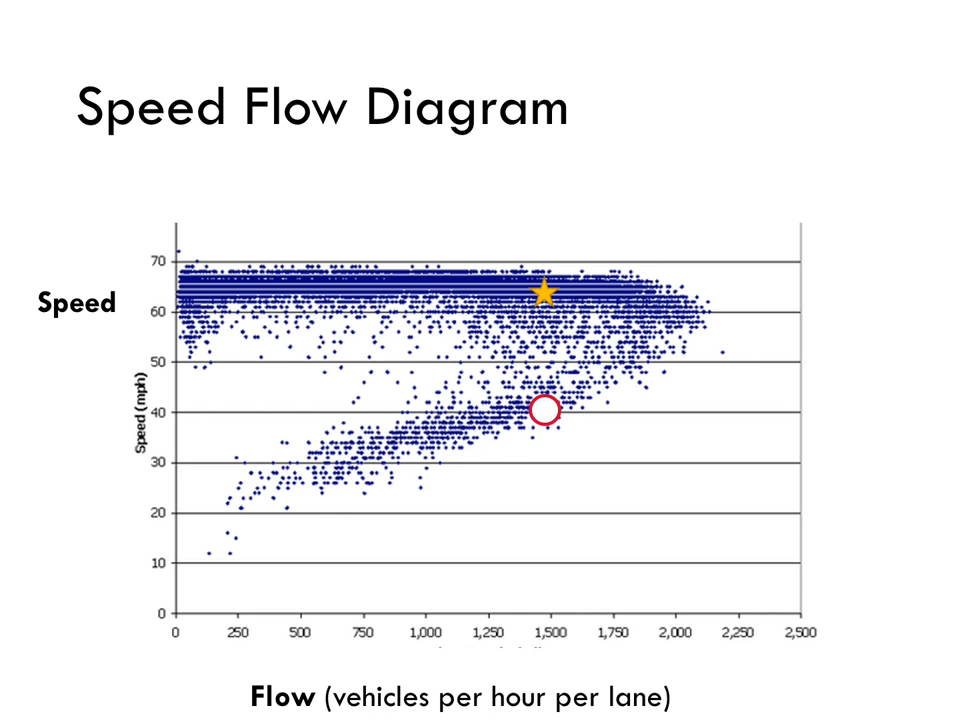 Speed Flow Diagram
Speed
Speed (mph)
70
60
50
40
30
20
10
0
0 250 500 750 1,000 1,250 1,500 1,750 2,000 2,250 2,500
Flow (vehicles per hour per lane)